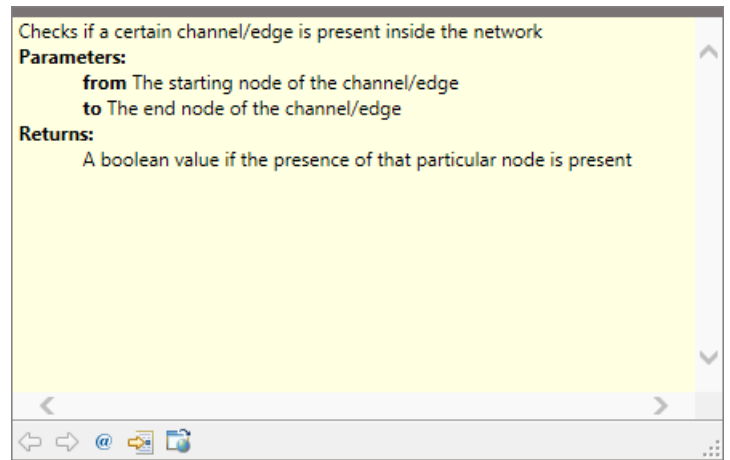 Checks if a certain channel/edge is present inside the network
Parameters:
from The starting node of the channel/edge
to The end node of the channel/edge
Returns:
A boolean value if the presence of that particular node is present
@